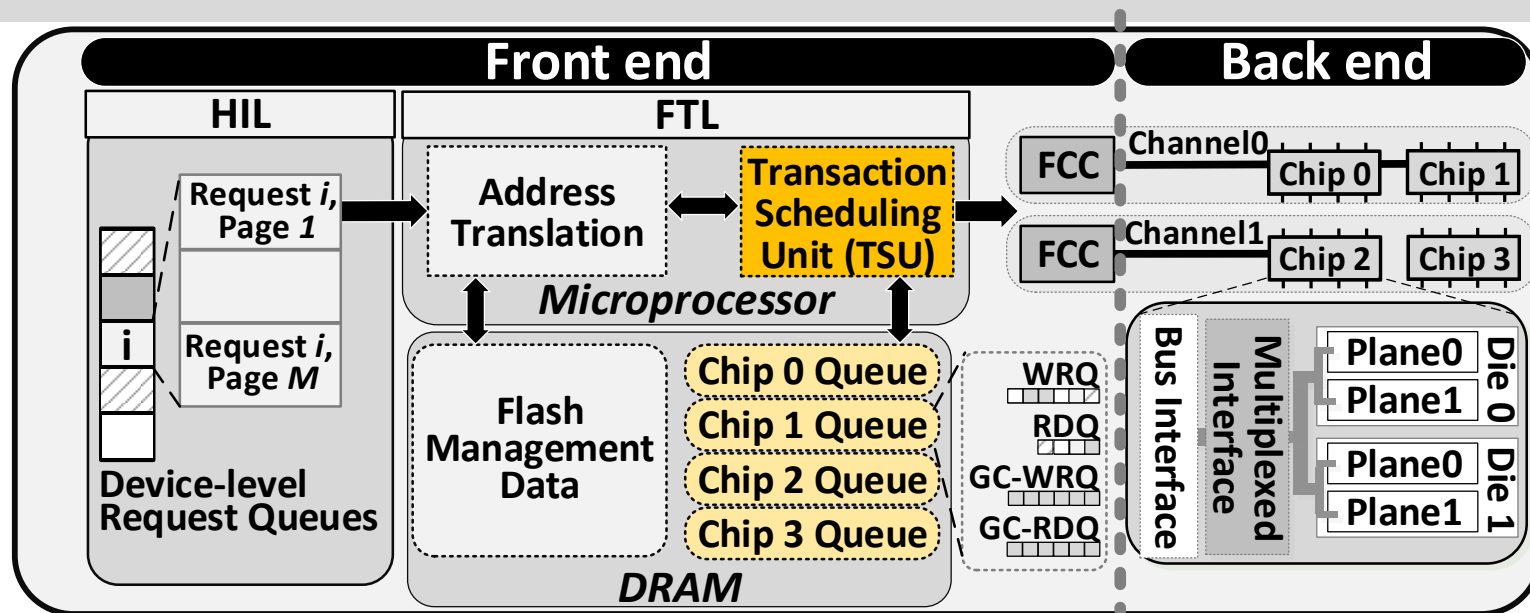 Front end
Back end
HIL
FTL
Request i,
Page 1
Request i,
Page M
i
Device-level
Request Queues
Address
Translation
Transaction
Scheduling
Unit (TSU)
Microprocessor
Flash
Management
Data
Chip 0 Queue
Chip 1 Queue
Chip 2 Queue
Chip 3 Queue
DRAM
WRQ
RDQ
GC-WRQ
GC-RDQ
FCC
Channel0
Chip 0
Chip 1
FCC
Channel1
Chip 2
Chip 3
Bus Interface
Multiplexed
Interface
Plane0
Plane1
Die 0
Plane0
Plane1
Die 1